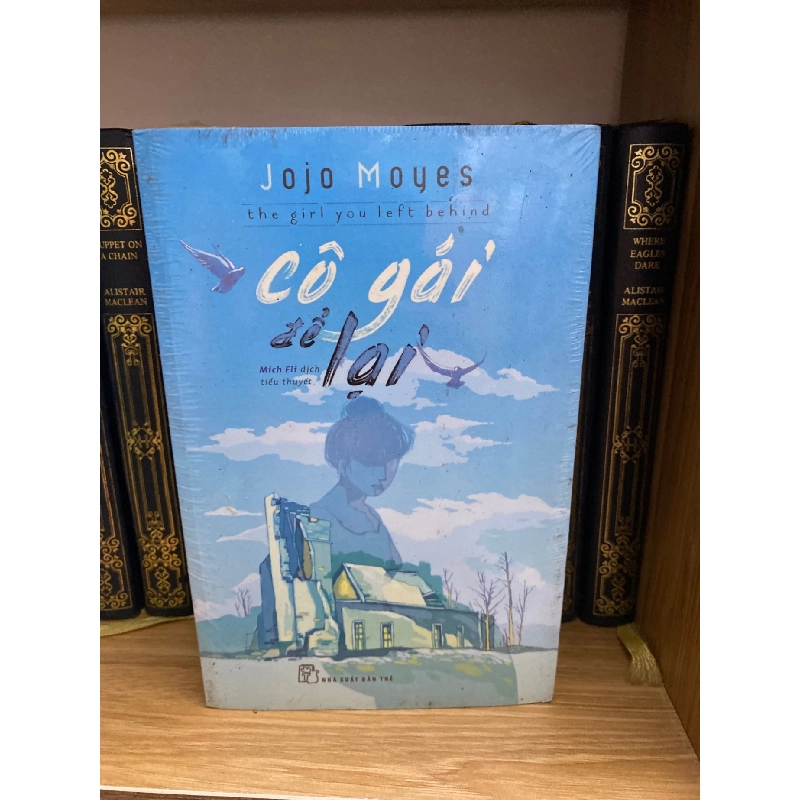 Jojo Moyes
the girl you left behind
cô gái
để lại
Mich Fli dịch
tiểu thuyết
NHÀ XUẤT BẢN TRẺ
UPPET ON
A CHAIN
ALISTAIR
MACLEAN
WHERE
EAGLES
DARE
ALISTAIR
MACLEAN